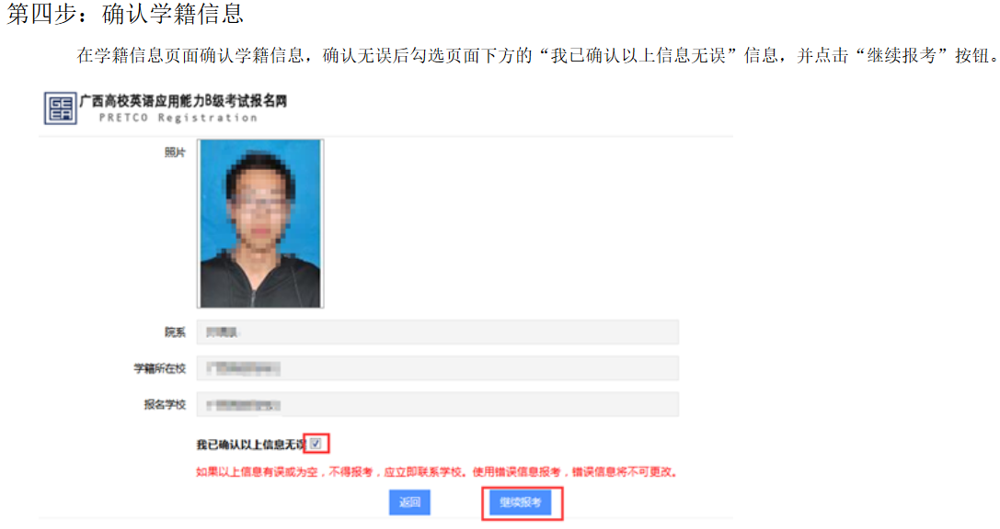 第四步：确认学籍信息
在学籍信息页面确认学籍信息，确认无误后勾选页面下方的“我已确认以上信息无误”信息，并点击“继续报考”按钮。
广西高校英语应用能力B级考试报名网
PRETCO Registration
照片
院系
学籍所在校
报名学校
我已确认以上信息无误
如果以上信息有误或为空，不得报考，应立即联系学校。使用错误信息报考，错误信息将不可更改。
返回 继续报考